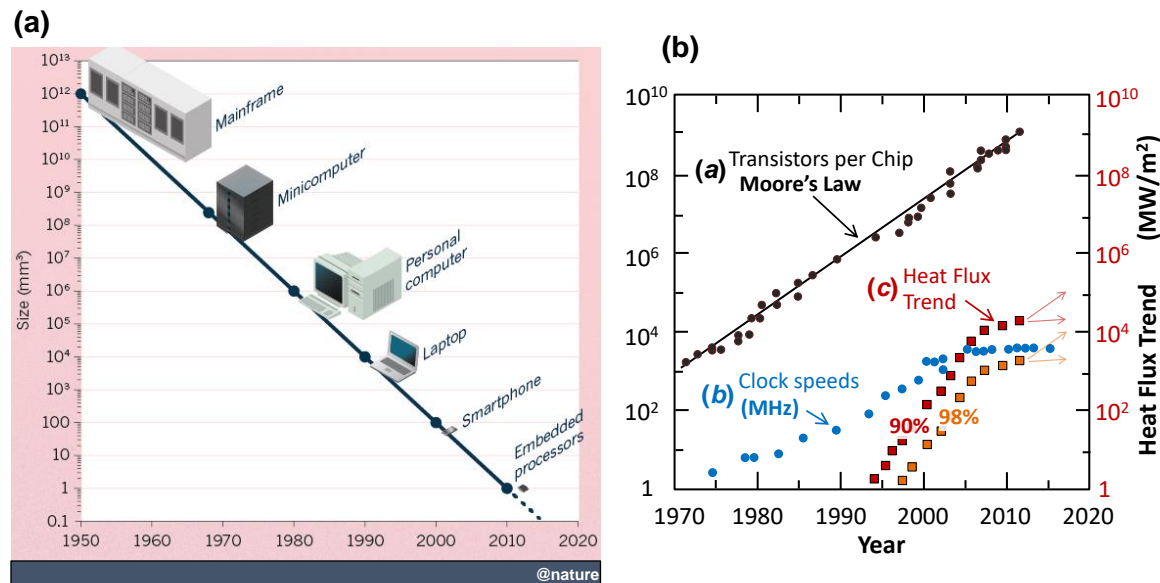 (a)
Size (mm³)
10¹³
10¹²
10¹¹
10¹⁰
10⁹
10⁸
10⁷
10⁶
10⁵
10⁴
10³
100
10
1
0.1
Mainframe
Minicomputer
Personal
computer
Laptop
Smartphone
Embedded
processors
1950
1960
1970
1980
1990
2000
2010
2020
@nature
(b)
10¹⁰
10⁸
10⁶
10⁴
10²
1
(a) Transistors per Chip
Moore's Law
(c) Heat Flux
Trend
(b) Clock speeds
(MHz)
90%
98%
10¹⁰
10⁸
10⁶
10⁴
10²
1
Heat Flux Trend (MW/m²)
1970
1980
1990
2000
2010
2020
Year